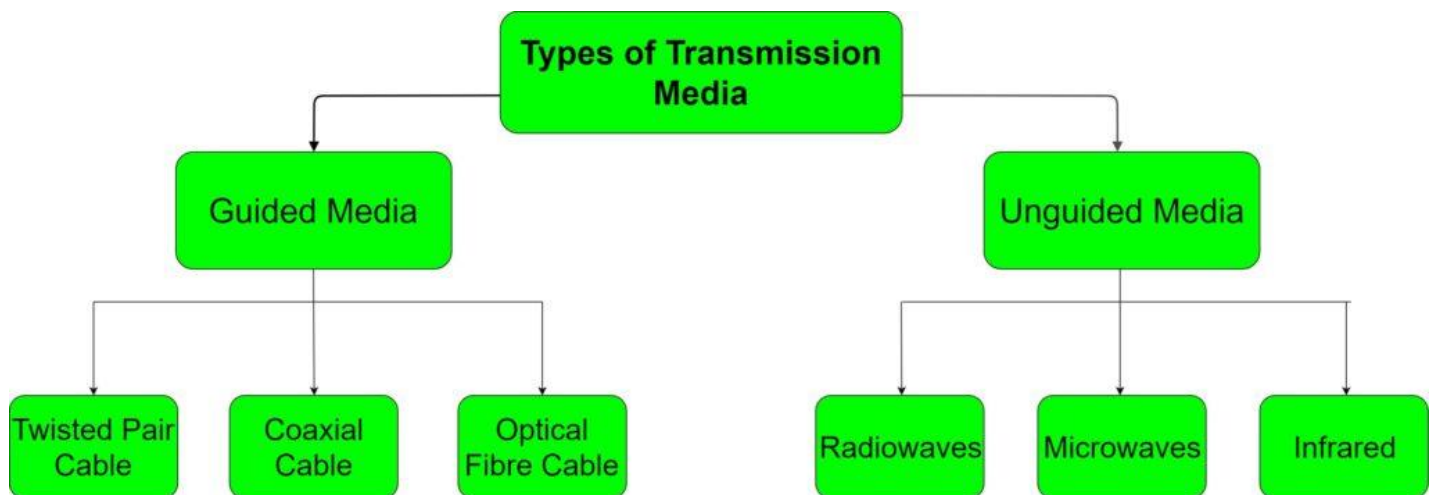 Types of Transmission
Media
Guided Media
Unguided Media
Twisted Pair
Cable
Coaxial
Cable
Optical
Fibre Cable
Radiowaves
Microwaves
Infrared